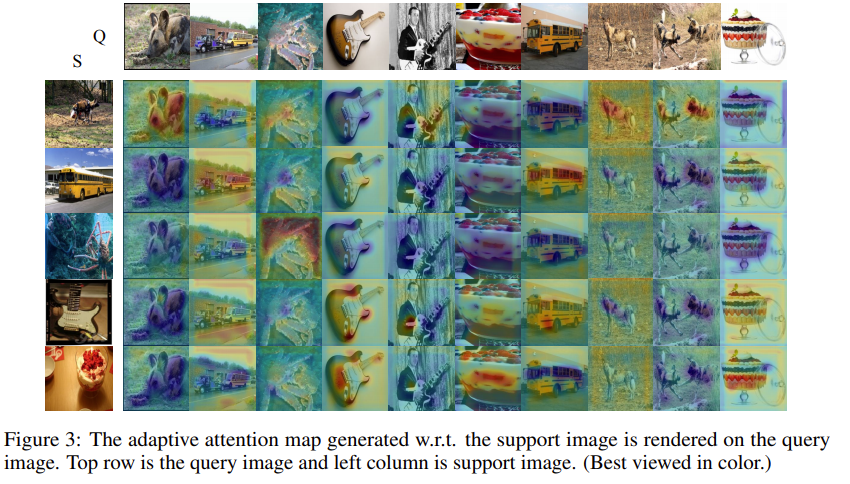 Q
S
Figure 3: The adaptive attention map generated w.r.t. the support image is rendered on the query
image. Top row is the query image and left column is support image. (Best viewed in color.)